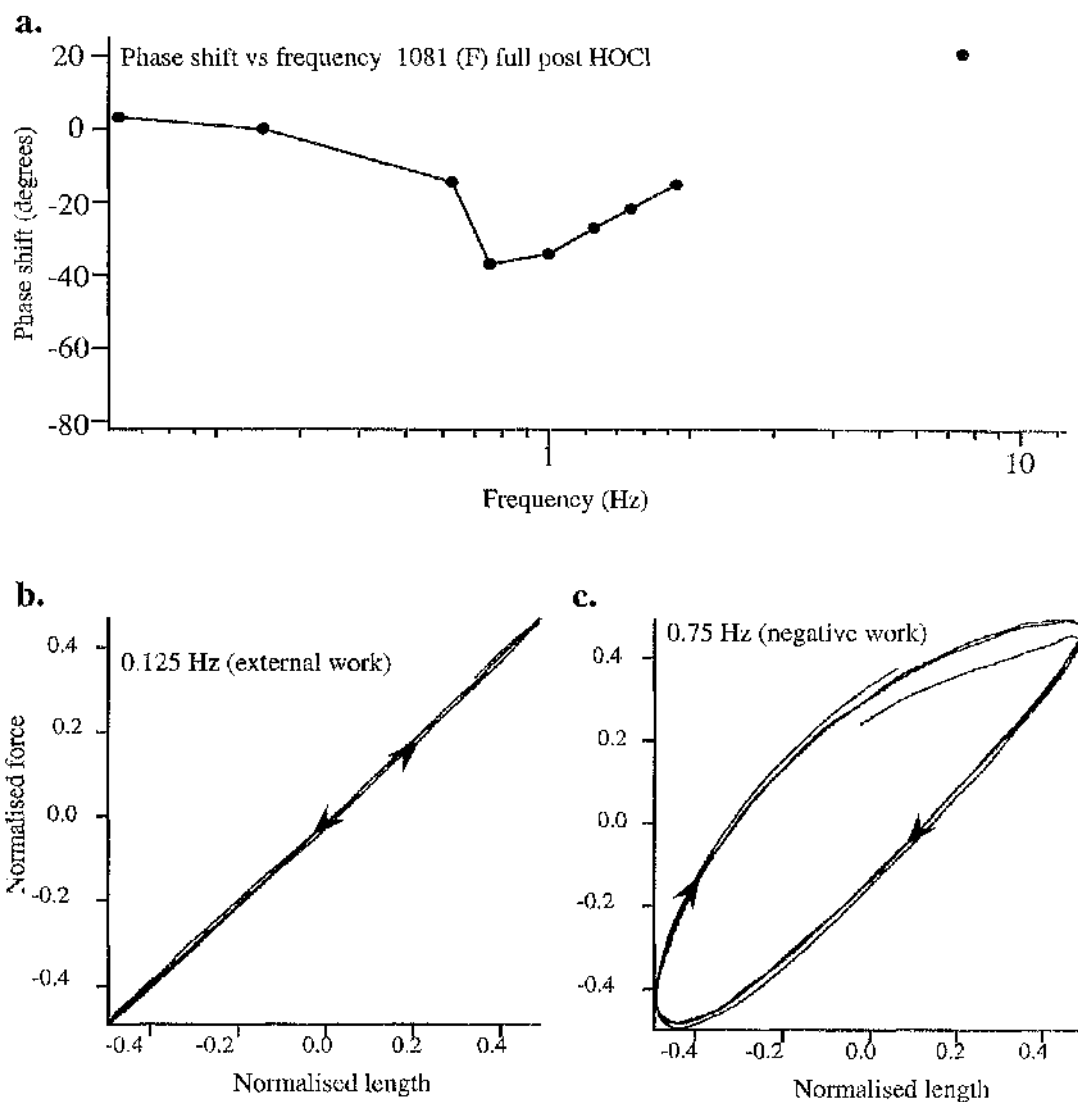 a.
Phase shift vs frequency 1081 (F) full post HOCl
20
0
-20
-40
-60
-80
Phase shift (degrees)
1
10
Frequency (Hz)
b.
0.125 Hz (external work)
0.4
0.2
0.0
-0.2
-0.4
Normalised force
-0.4
-0.2
0.0
0.2
0.4
Normalised length
c.
0.75 Hz (negative work)
0.4
0.2
0.0
-0.2
-0.4
-0.4
-0.2
0.0
0.2
0.4
Normalised length